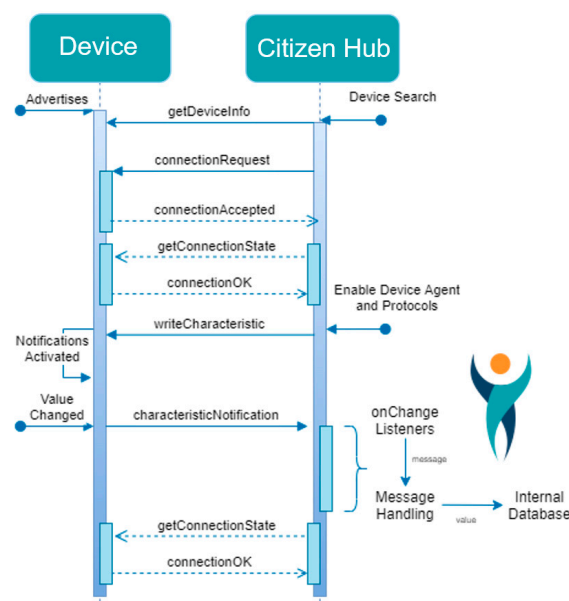 Device
Citizen Hub
Advertises
Device Search
getDeviceInfo
connectionRequest
connectionAccepted
getConnectionState
connectionOK
Enable Device Agent
and Protocols
writeCharacteristic
Notifications
Activated
Value
Changed
characteristicNotification
onChange
Listeners
message
Message
Handling
value
Internal
Database
getConnectionState
connectionOK